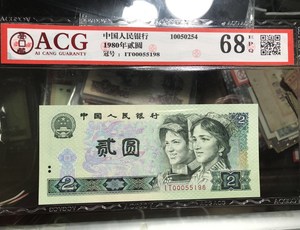 ACG
AI CANG GUARANTY
中国人民银行 10050254
1980年贰圆
冠号：IT00055198
68 EPQ
中国人民银行
贰圆
2
IT00055198
2